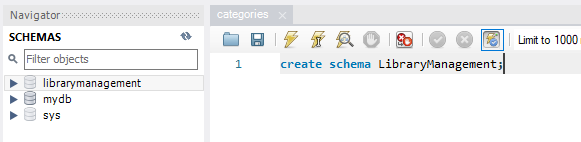 Navigator
SCHEMAS
Filter objects
librarymanagement
mydb
sys
categories
Limit to 1000
1 create schema LibraryManagement;